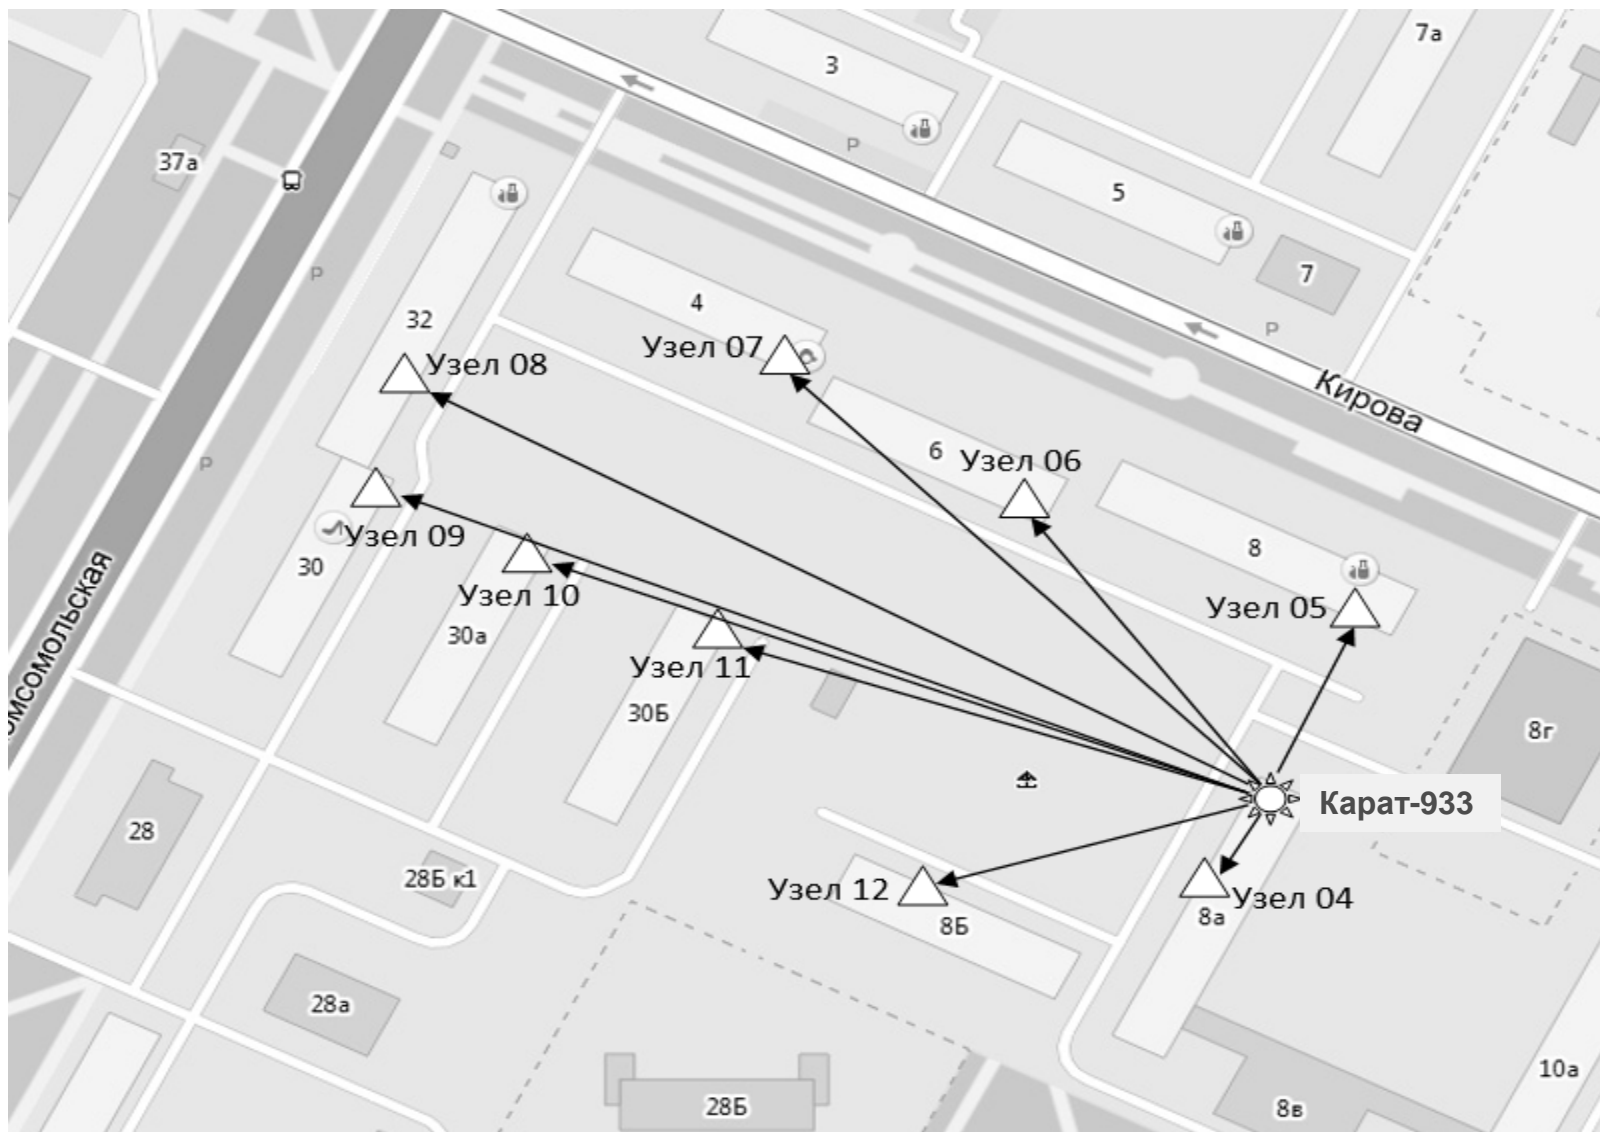 7а
3
Р
37а
5
7
Р
Р
4
32
Узел 07
Узел 08
Кирова
6
Узел 06
Р
8
Узел 09
30
Узел 10
Узел 05
30а
Узел 11
30Б
8г
Карат-933
28
28Б к1
Узел 12
8Б
Узел 04
8а
28а
10а
28Б
8в
омсомольская